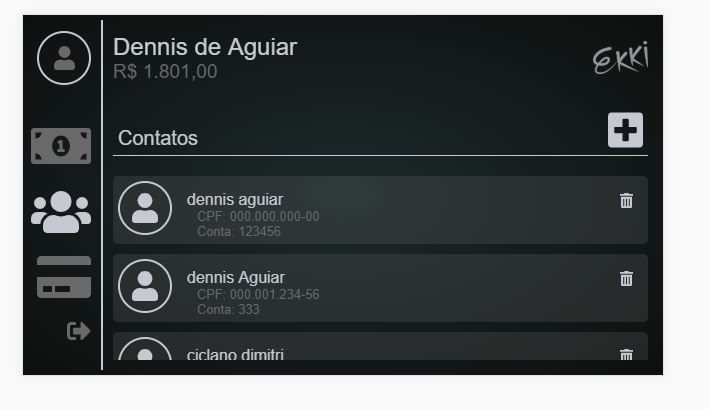 Dennis de Aguiar
R$ 1.801,00
Ekki
1
Contatos
dennis aguiar
CPF: 000.000.000-00
Conta: 123456
dennis Aguiar
CPF: 000.001.234-56
Conta: 333
ciclano dimitri